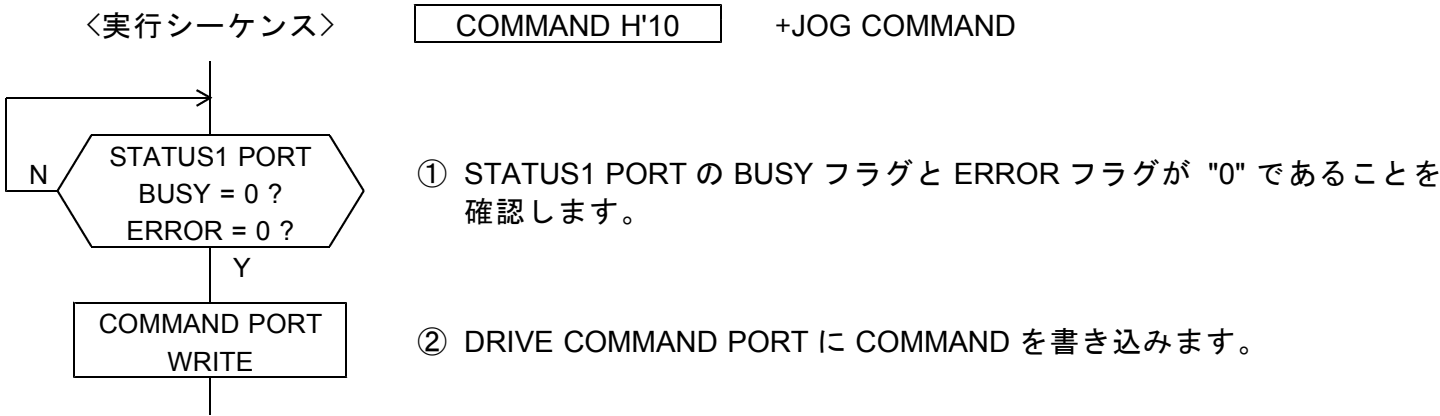 〈実行シーケンス〉 COMMAND H'10 +JOG COMMAND
N
STATUS1 PORT
BUSY = 0 ?
ERROR = 0 ?
① STATUS1 PORT の BUSY フラグと ERROR フラグが "0" であることを
確認します。
Y
COMMAND PORT
WRITE
② DRIVE COMMAND PORT に COMMAND を書き込みます。